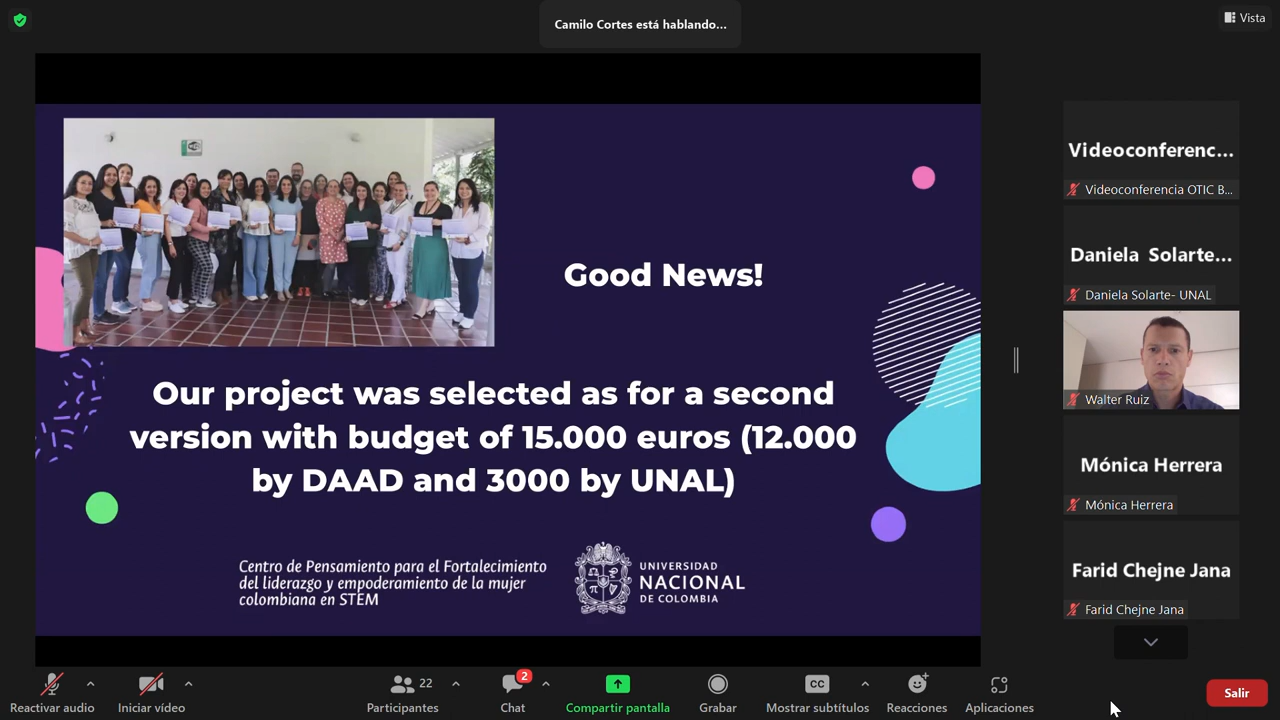 Camilo Cortes está hablando...
Vista
Good News!
Our project was selected as for a second
version with budget of 15.000 euros (12.000
by DAAD and 3000 by UNAL)
Centro de Pensamiento para el Fortalecimiento
del liderazgo y empoderamiento de la mujer
colombiana en STEM
UNIVERSIDAD
NACIONAL
DE COLOMBIA
Videoconferenc...
Videoconferencia OTIC B...
Daniela Solarte...
Daniela Solarte- UNAL
Walter Ruiz
Mónica Herrera
Mónica Herrera
Farid Chejne Jana
Farid Chejne Jana
Reactivar audio
Iniciar vídeo
22
Participantes
2
Chat
Compartir pantalla
Grabar
CC
Mostrar subtítulos
Reacciones
Aplicaciones
Salir